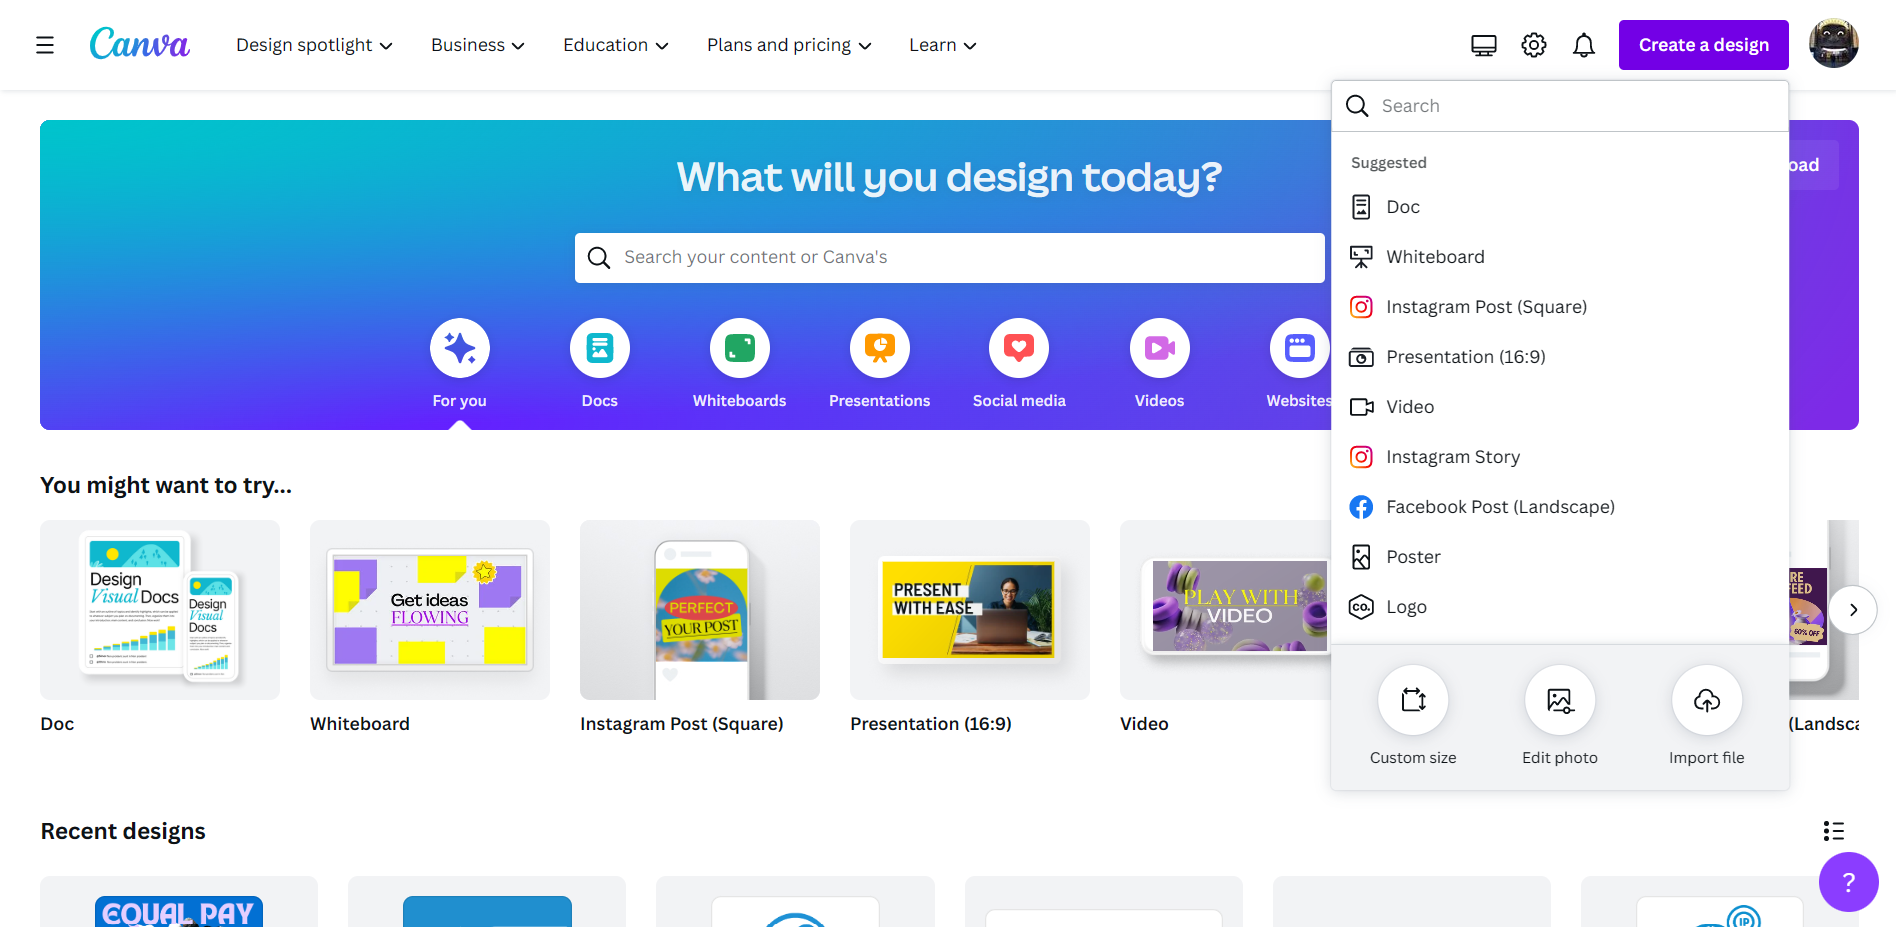 Canva
Design spotlight
Business
Education
Plans and pricing
Learn
Create a design
Search
Suggested
Doc
Whiteboard
Instagram Post (Square)
Presentation (16:9)
Video
Instagram Story
Facebook Post (Landscape)
Poster
CO.
Logo
Custom size
Edit photo
Import file
What will you design today?
Search your content or Canva's
For you
Docs
Whiteboards
Presentations
Social media
Videos
Websites
You might want to try...
Design
Visual Docs
Design
Visual
Docs
Get ideas
FLOWING
PERFECT
YOUR POST
PRESENT
WITH EASE
PLAY WITH
VIDEO
60% OFF
Doc
Whiteboard
Instagram Post (Square)
Presentation (16:9)
Video
Recent designs
EQUAL PAY
IP
?